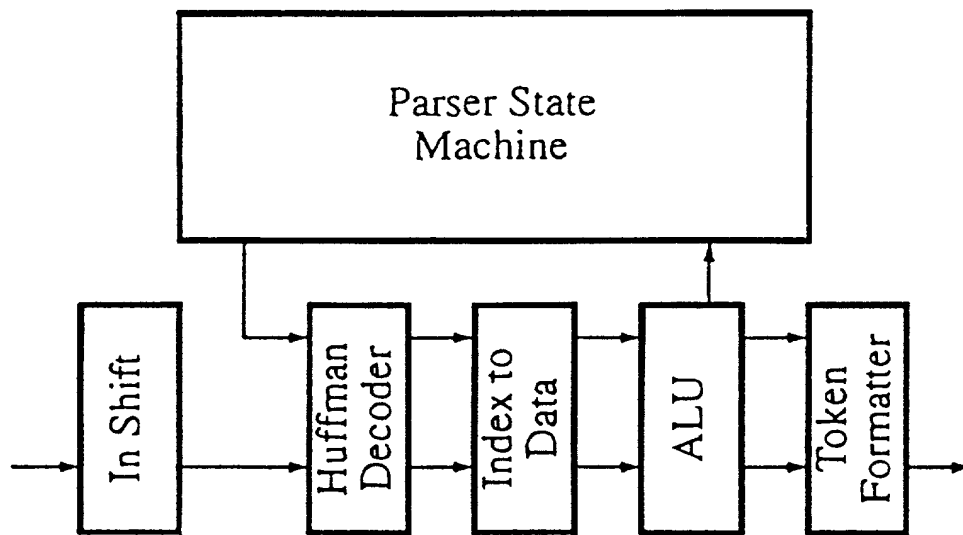 Parser State
Machine
In Shift
Huffman
Decoder
Index to
Data
ALU
Token
Formatter